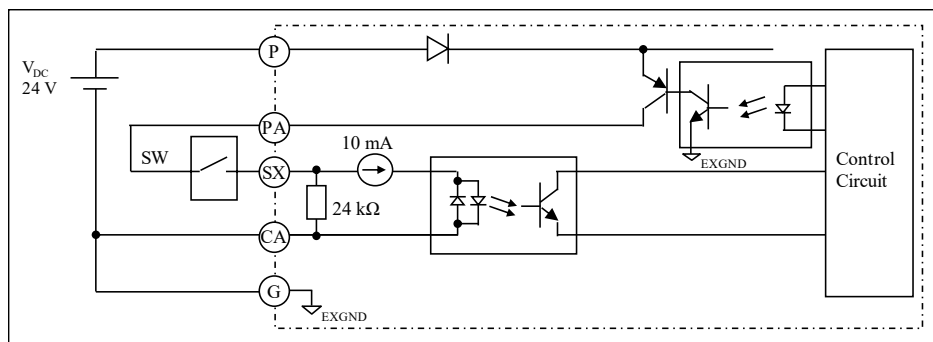 P
V_DC
24 V
PA
EXGND
SW
SX
10 mA
24 kΩ
Control
Circuit
CA
G
EXGND